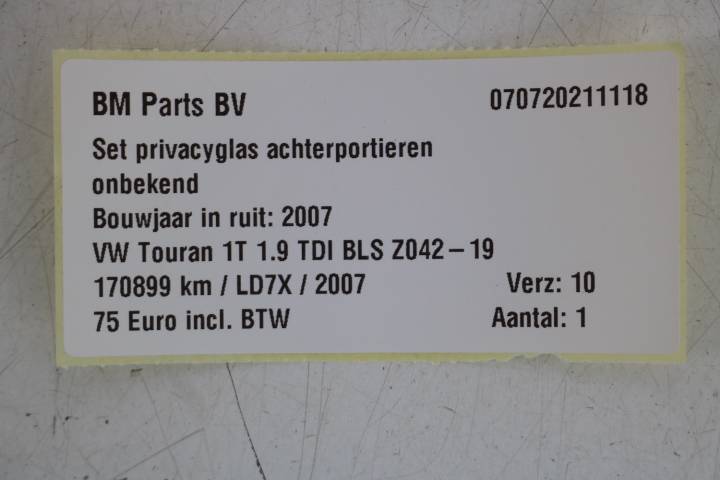 BM Parts BV 070720211118
Set privacyglas achterportieren
onbekend
Bouwjaar in ruit: 2007
VW Touran 1T 1.9 TDI BLS Z042-19
170899 km / LD7X / 2007 Verz: 10
75 Euro incl. BTW Aantal: 1